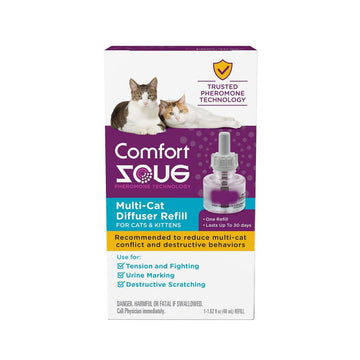 TRUSTED
PHEROMONE
TECHNOLOGY
Comfort
PHEROMONE TECHNOLOGY
Multi-Cat
Diffuser Refill
FOR CATS & KITTENS
• One Refill
• Lasts Up To 30 days
Recommended to reduce multi-cat
conflict and destructive behaviors
Use for:
Tension and Fighting
Urine Marking
Destructive Scratching
DANGER. HARMFUL OR FATAL IF SWALLOWED.
Call Physician immediately.
1-1.62 fl oz (48 mL) REFILL